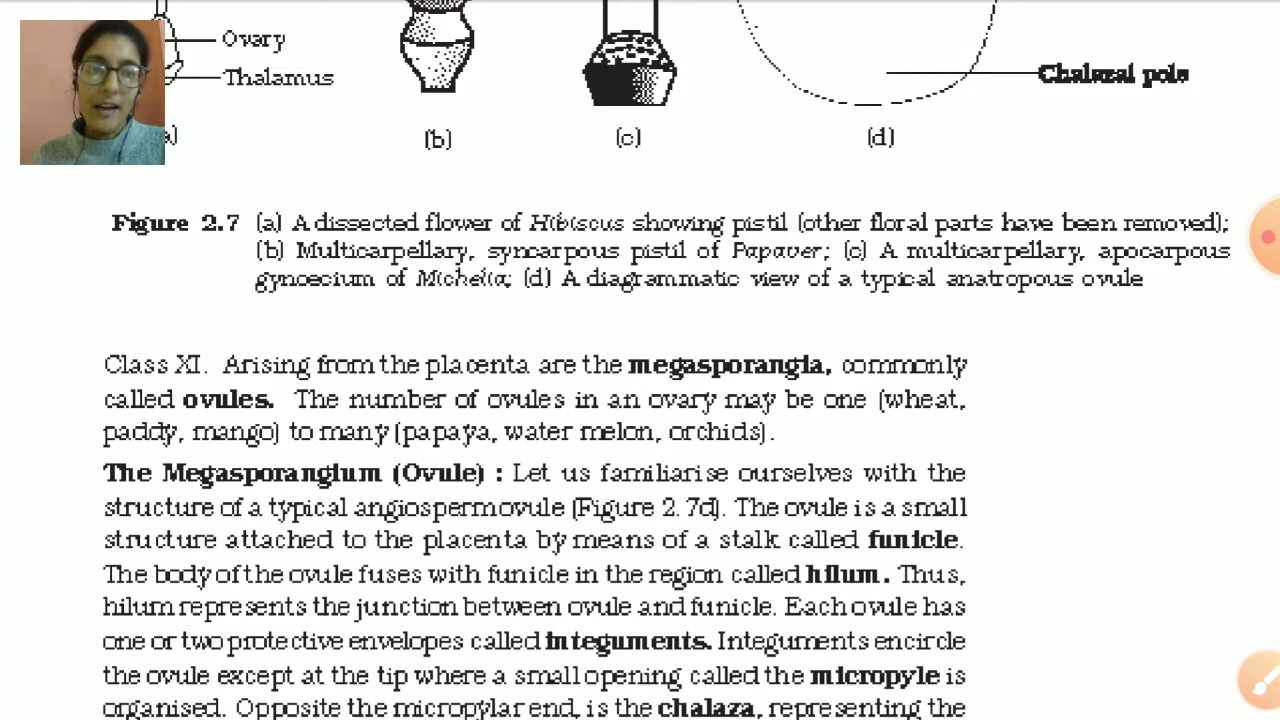 Ovary
Thalamus
Chalazal pole
a)
(b)
(c)
(d)
Figure 2.7 (a) A dissected flower of Hibiscus showing pistil (other floral parts have been removed);
(b) Multicarpellary, syncarpous pistil of Papaver; (c) A multicarpellary, apocarpous
gynoecium of Michelia; (d) A diagrammatic view of a typical anatropous ovule
Class XI. Arising from the placenta are the megasporangia, commonly
called ovules. The number of ovules in an ovary may be one (wheat,
paddy, mango) to many (papaya, water melon, orchids).
The Megasporangium (Ovule) : Let us familiarise ourselves with the
structure of a typical angiosperm ovule (Figure 2.7d). The ovule is a small
structure attached to the placenta by means of a stalk called funicle.
The body of the ovule fuses with funicle in the region called hilum. Thus,
hilum represents the junction between ovule and funicle. Each ovule has
one or two protective envelopes called integuments. Integuments encircle
the ovule except at the tip where a small opening called the micropyle is
organised. Opposite the micropylar end, is the chalaza, representing the